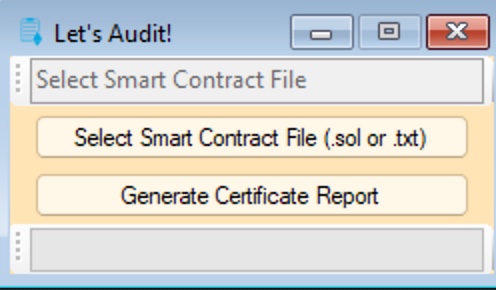 Let's Audit!
Select Smart Contract File
Select Smart Contract File (.sol or .txt)
Generate Certificate Report